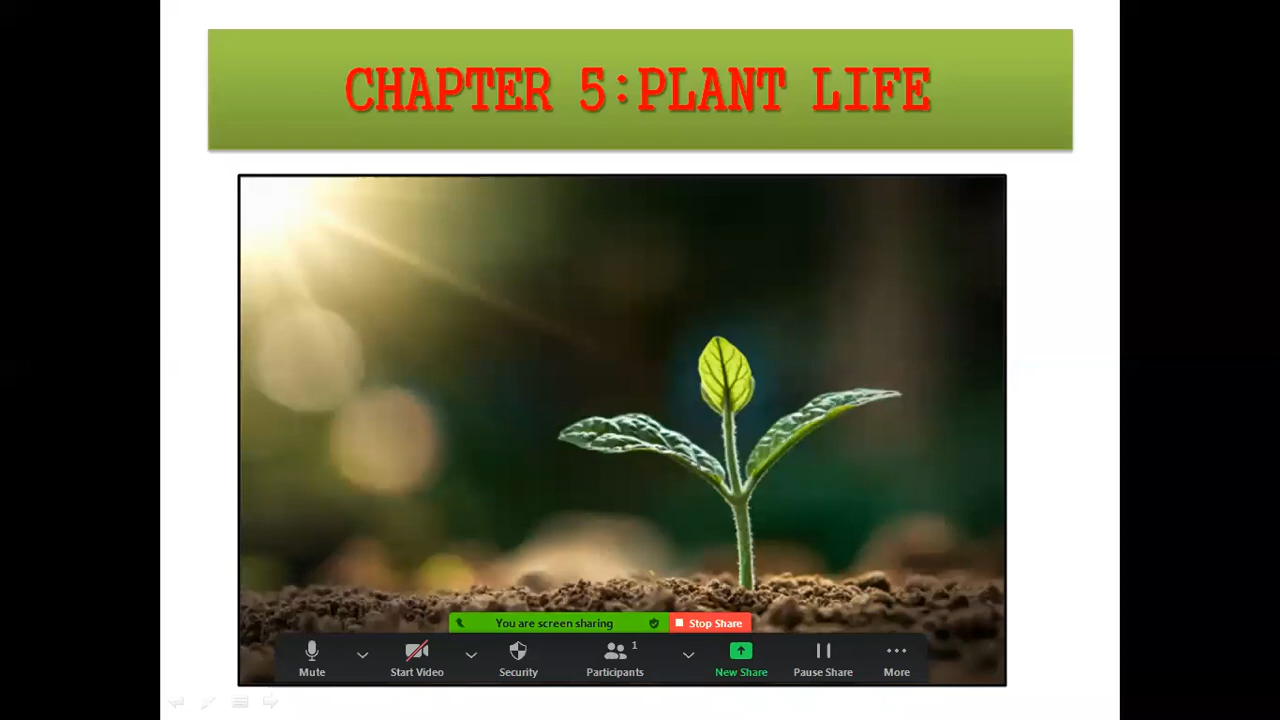 CHAPTER 5:PLANT LIFE
You are screen sharing Stop Share
1
Mute Start Video Security Participants New Share Pause Share More